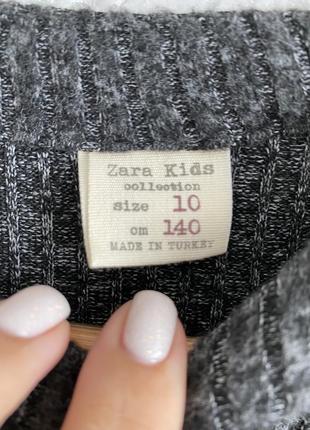 Zara Kids
collection
size 10
cm 140
MADE IN TURKEY